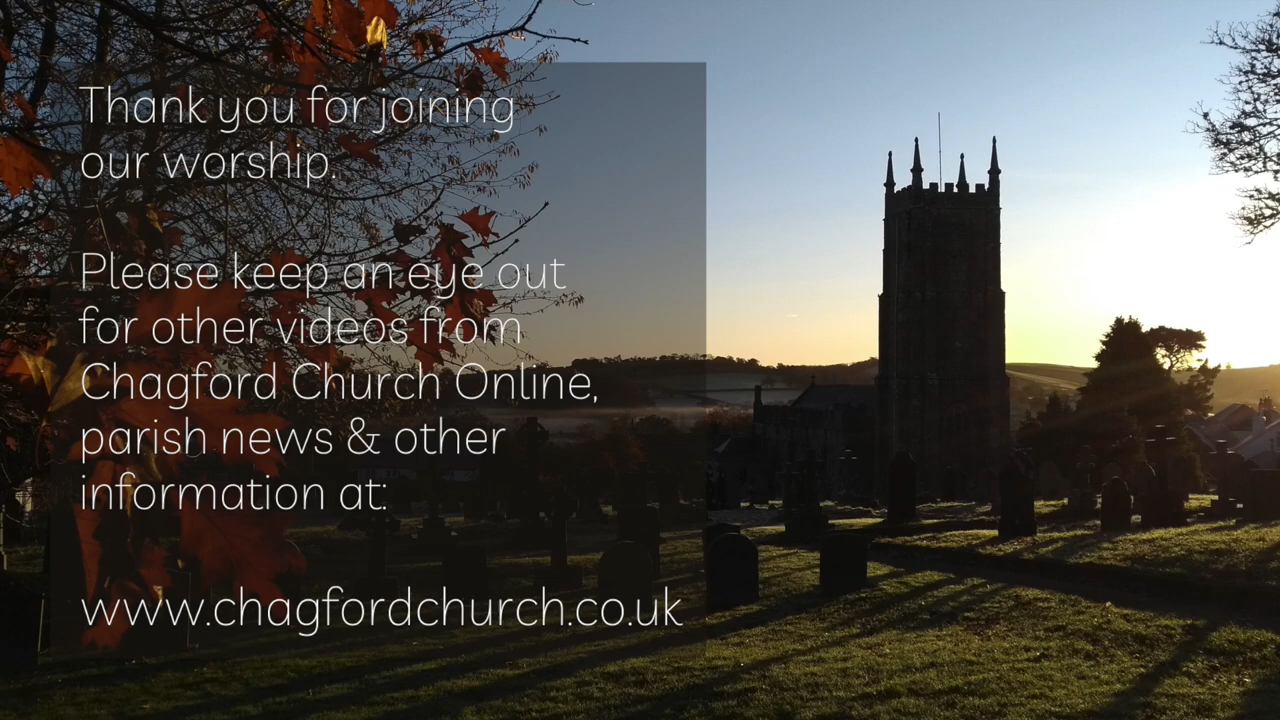 Thank you for joining
our worship.
Please keep an eye out
for other videos from
Chagford Church Online,
parish news & other
information at:
www.chagfordchurch.co.uk